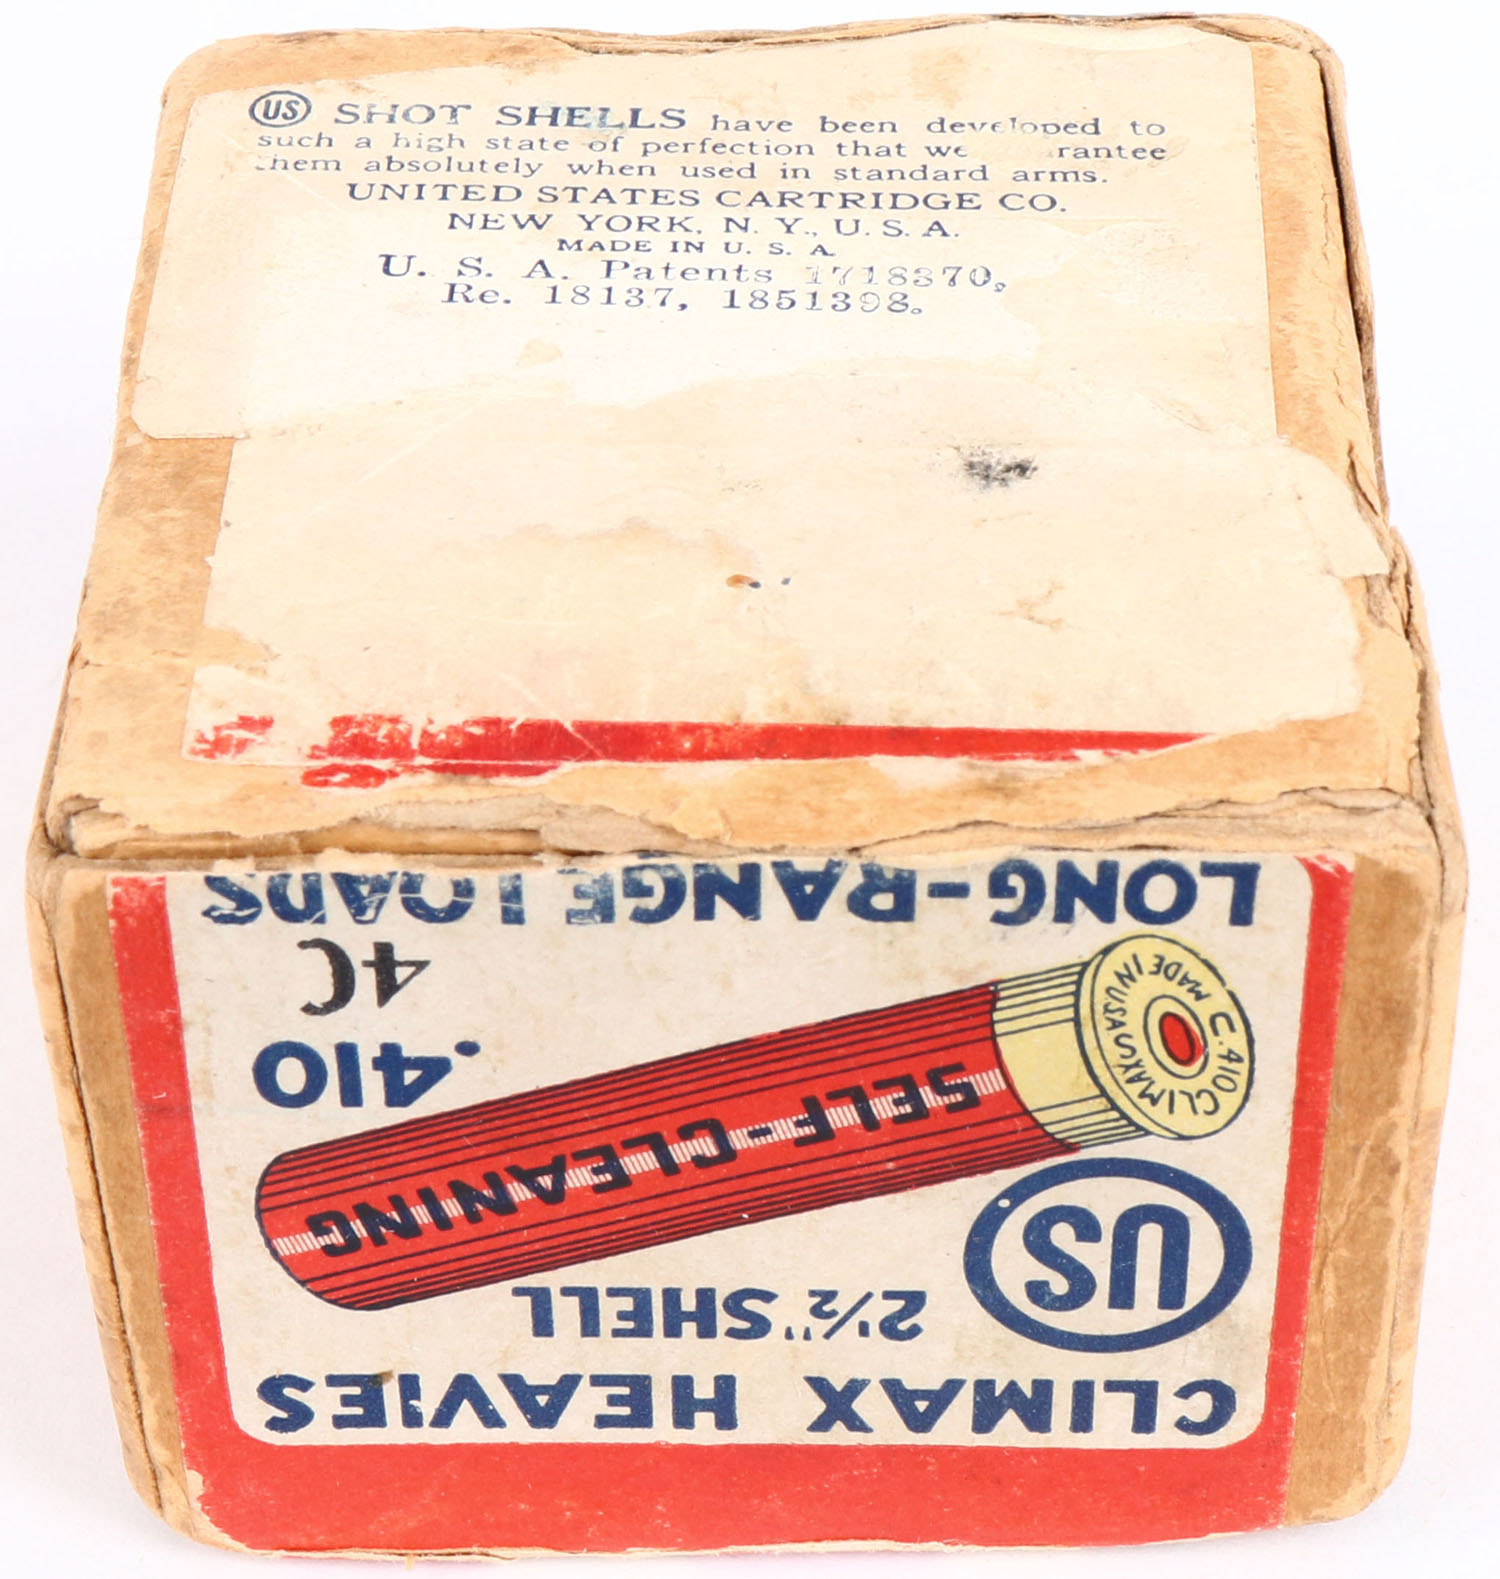 US SHOT SHELLS have been developed to
such a high state of perfection that we
them absolutely when used in standard arms.
UNITED STATES CARTRIDGE CO.
NEW YORK, N. Y., U. S. A.
MADE IN U. S. A.
U. S. A. Patents 1718370,
Re. 18137, 1851398.
CLIMAX HEAVIES
2½" SHELL
US
SELF-CLEANING
CLIMAX MADE IN U.S.A. .410
.410
4C
LONG-RANGE LOADS